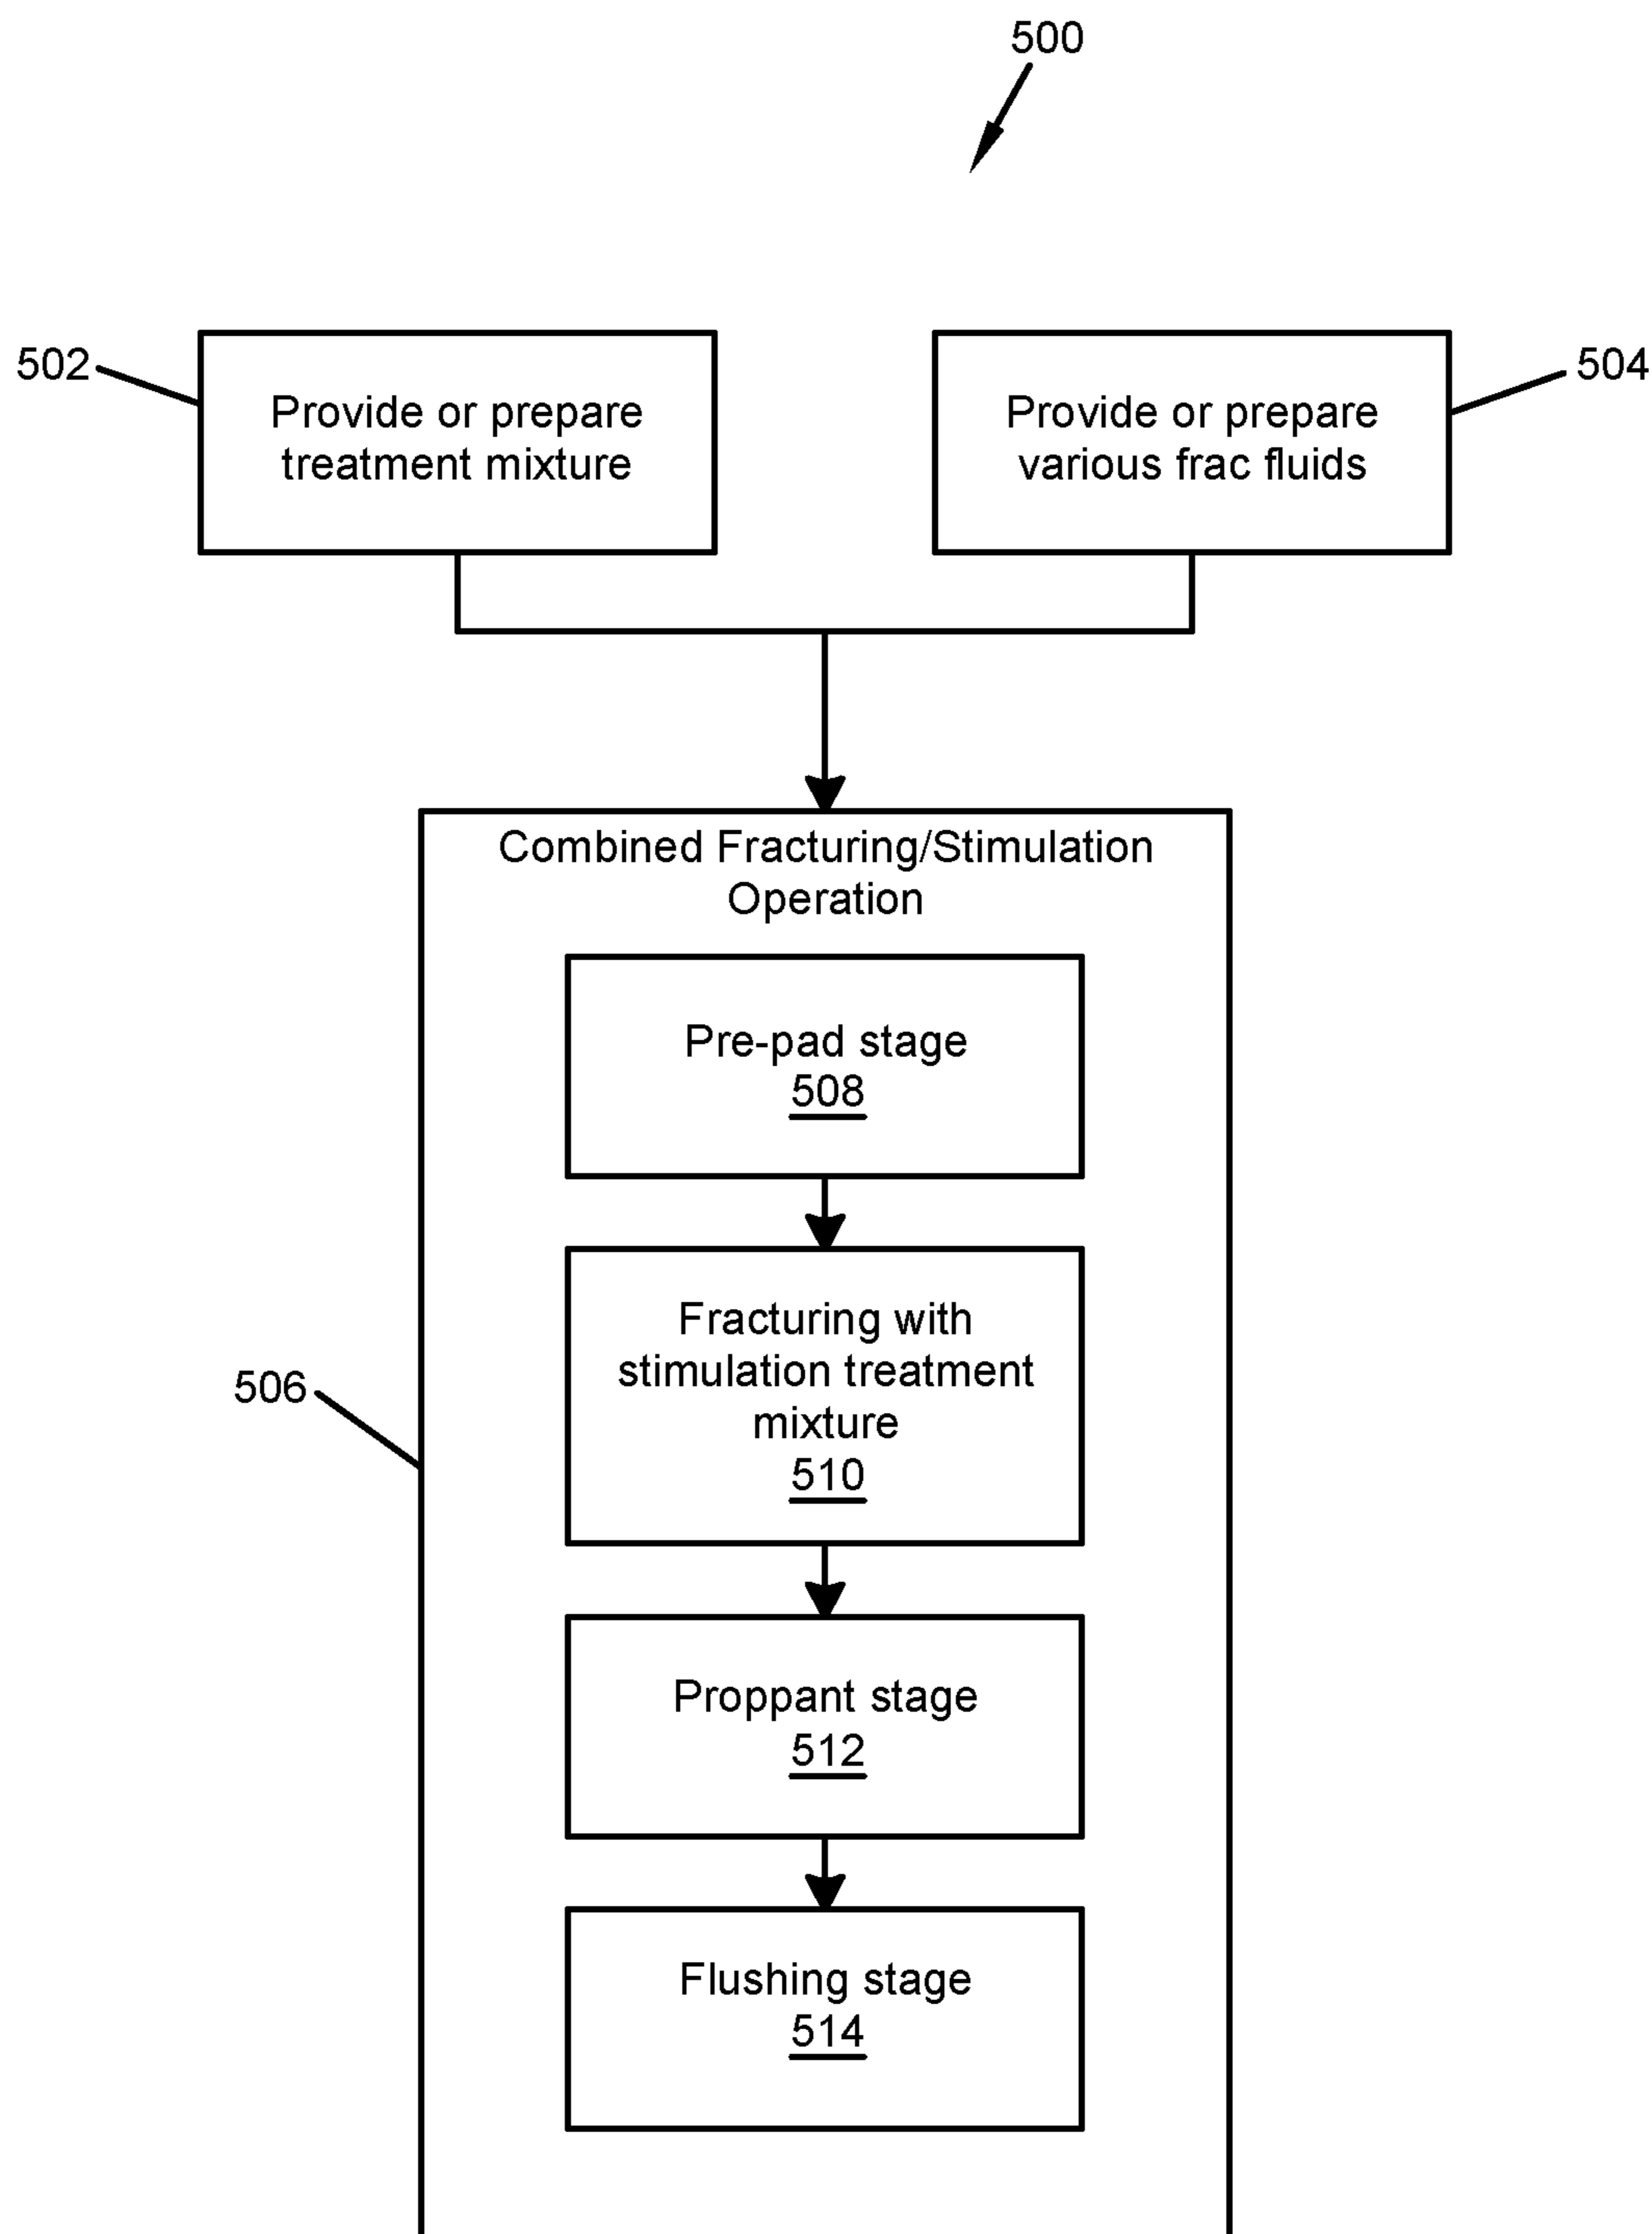 500
502
Provide or prepare
treatment mixture
504
Provide or prepare
various frac fluids
Combined Fracturing/Stimulation
Operation
Pre-pad stage
508
506
Fracturing with
stimulation treatment
mixture
510
Proppant stage
512
Flushing stage
514